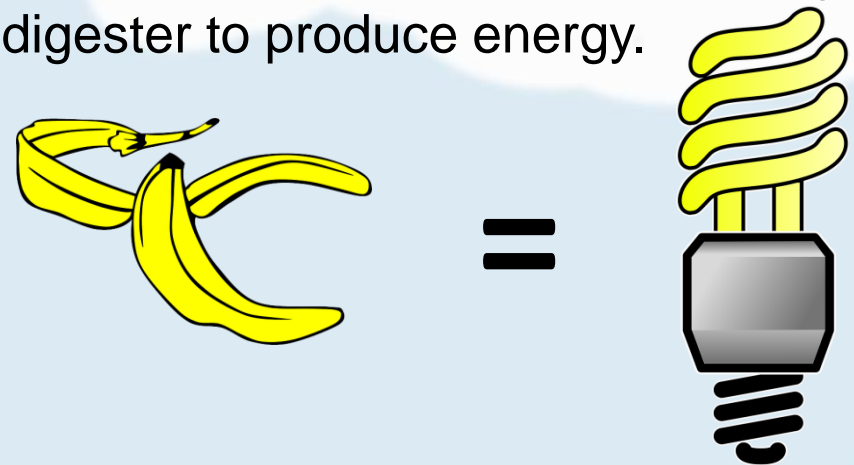 digester to produce energy.
=